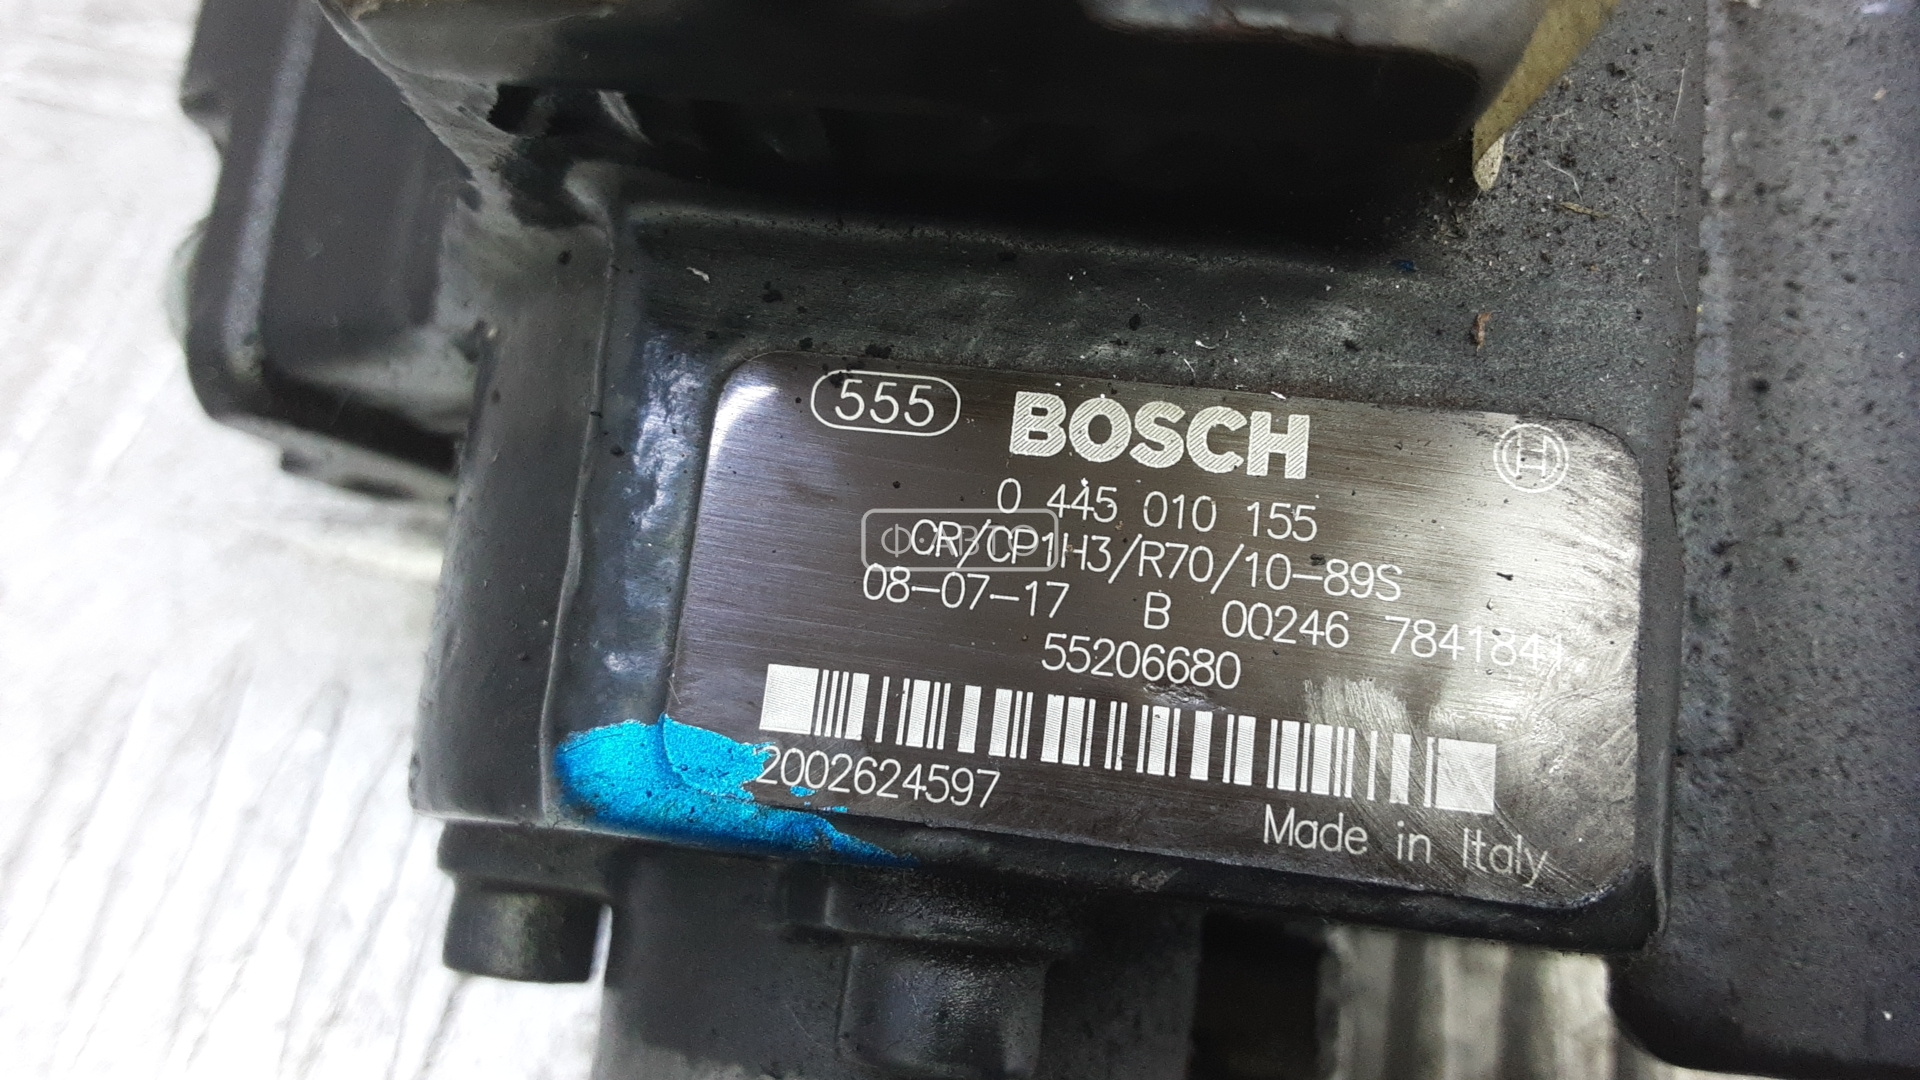 555 BOSCH
0 445 010 155
CR/CP1H3/R70/10-89S
08-07-17 B 00246 7841841
55206680
2002624597
Made in Italy